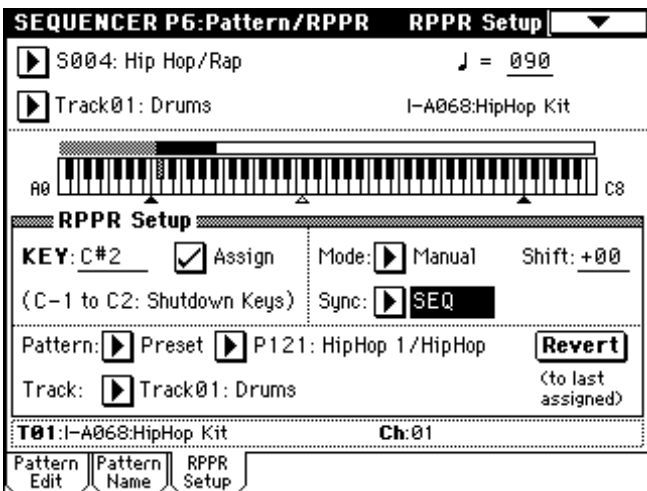 SEQUENCER P6:Pattern/RPPR RPPR Setup
S004: Hip Hop/Rap ♩ = 090
Track01: Drums I-A068:HipHop Kit
A0 C8
RPPR Setup
KEY: C#2 Assign Mode: Manual Shift: +00
(C-1 to C2: Shutdown Keys) Sync: SEQ
Pattern: Preset P121: HipHop 1/HipHop Revert
Track: Track01: Drums (to last assigned)
T01:I-A068:HipHop Kit Ch:01
Pattern Edit Pattern Name RPPR Setup